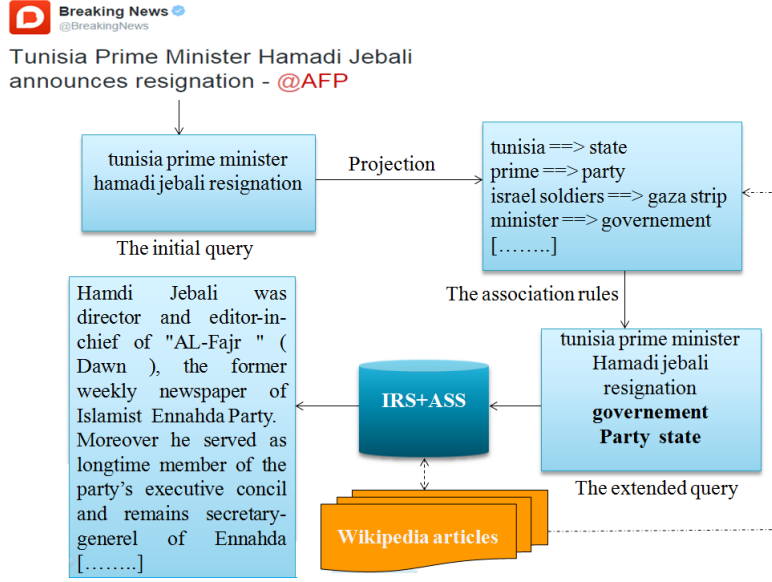 Breaking News
@BreakingNews
Tunisia Prime Minister Hamadi Jebali
announces resignation - @AFP
tunisia prime minister
hamadi jebali resignation
Projection
tunisia ==> state
prime ==> party
israel soldiers ==> gaza strip
minister ==> governement
[……..]
The initial query
The association rules
Hamdi Jebali was
director and editor-in-
chief of "AL-Fajr " (
Dawn ), the former
weekly newspaper of
Islamist Ennahda Party.
Moreover he served as
longtime member of the
party's executive concil
and remains secretary-
generel of Ennahda
[……..]
IRS+ASS
tunisia prime minister
Hamadi jebali
resignation
governement
Party state
The extended query
Wikipedia articles